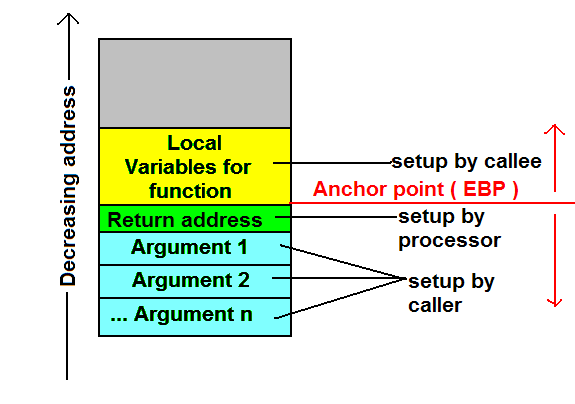 Decreasing address
Local
Variables for
function
setup by callee
Anchor point ( EBP )
Return address
setup by
processor
Argument 1
Argument 2
... Argument n
setup by
caller